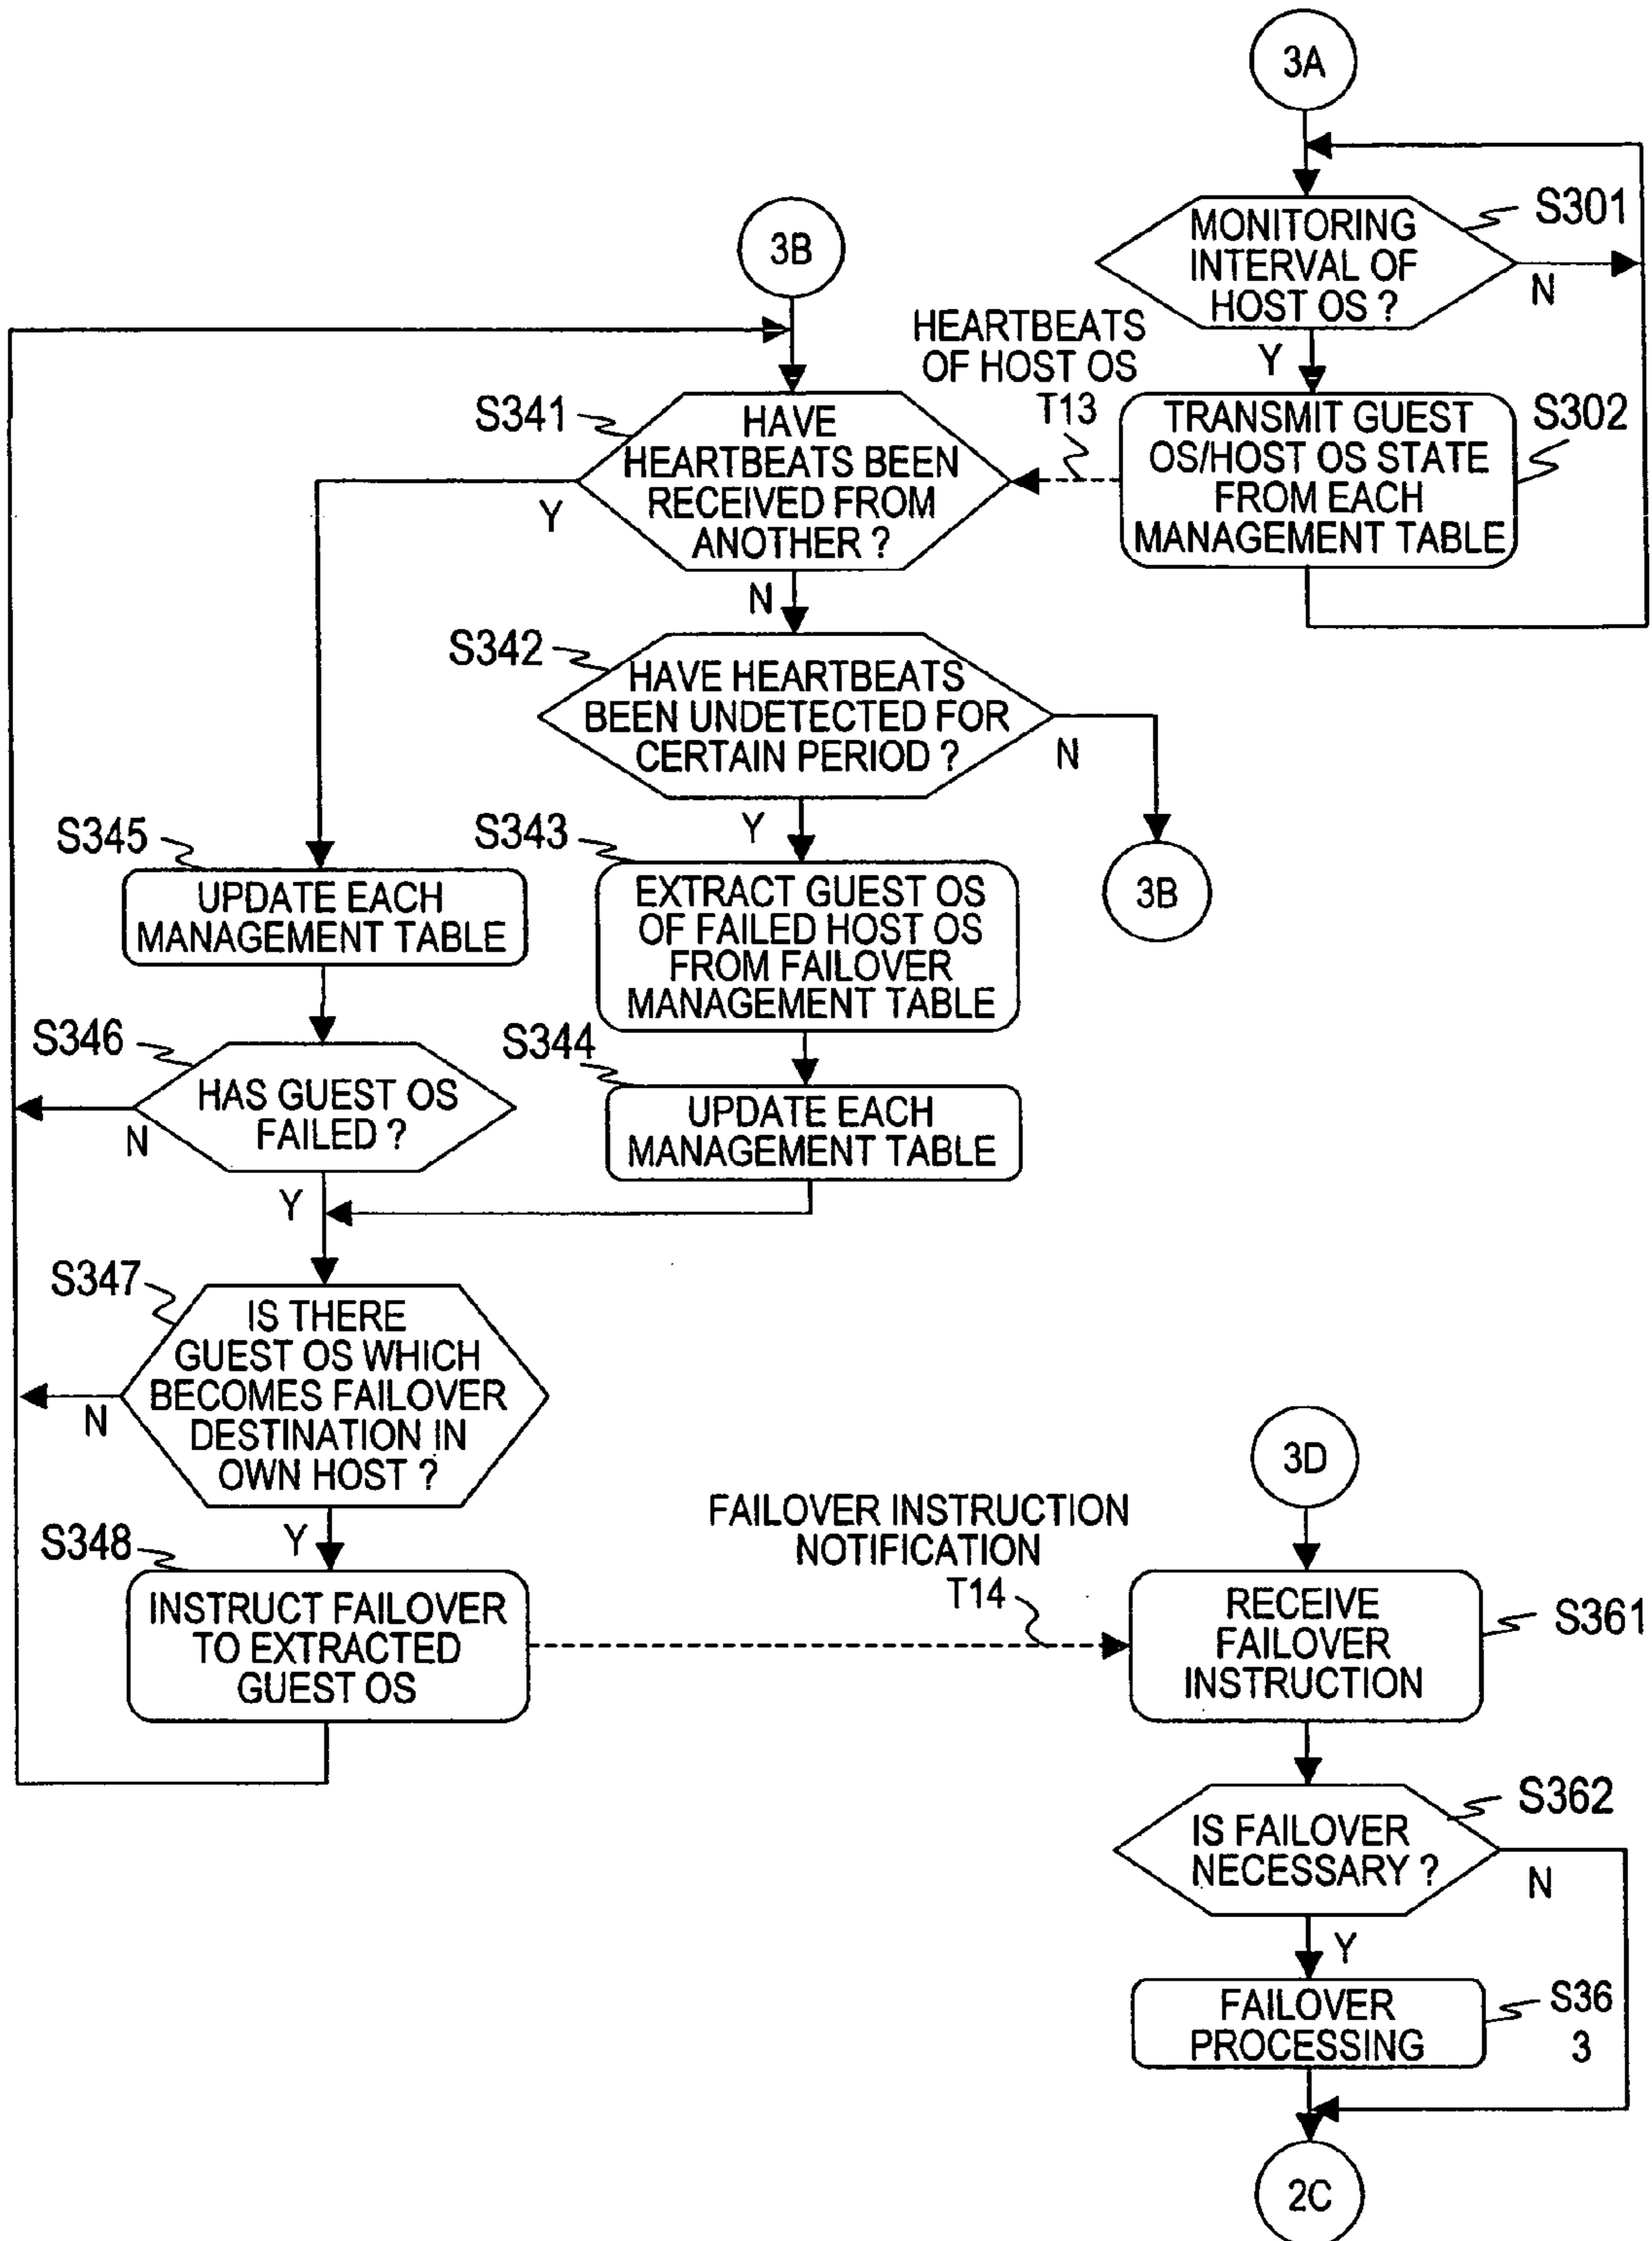 3A
MONITORING
INTERVAL OF
HOST OS ?
S301
N
Y
3B
HEARTBEATS
OF HOST OS
T13
TRANSMIT GUEST
OS/HOST OS STATE
FROM EACH
MANAGEMENT TABLE
S302
S341
HAVE
HEARTBEATS BEEN
RECEIVED FROM
ANOTHER ?
Y
N
S342
HAVE HEARTBEATS
BEEN UNDETECTED FOR
CERTAIN PERIOD ?
N
Y
3B
S345
UPDATE EACH
MANAGEMENT TABLE
S343
EXTRACT GUEST OS
OF FAILED HOST OS
FROM FAILOVER
MANAGEMENT TABLE
S346
HAS GUEST OS
FAILED ?
N
Y
S344
UPDATE EACH
MANAGEMENT TABLE
S347
IS THERE
GUEST OS WHICH
BECOMES FAILOVER
DESTINATION IN
OWN HOST ?
N
Y
S348
INSTRUCT FAILOVER
TO EXTRACTED
GUEST OS
FAILOVER INSTRUCTION
NOTIFICATION
T14
3D
RECEIVE
FAILOVER
INSTRUCTION
S361
IS FAILOVER
NECESSARY ?
S362
N
Y
FAILOVER
PROCESSING
S36
3
2C